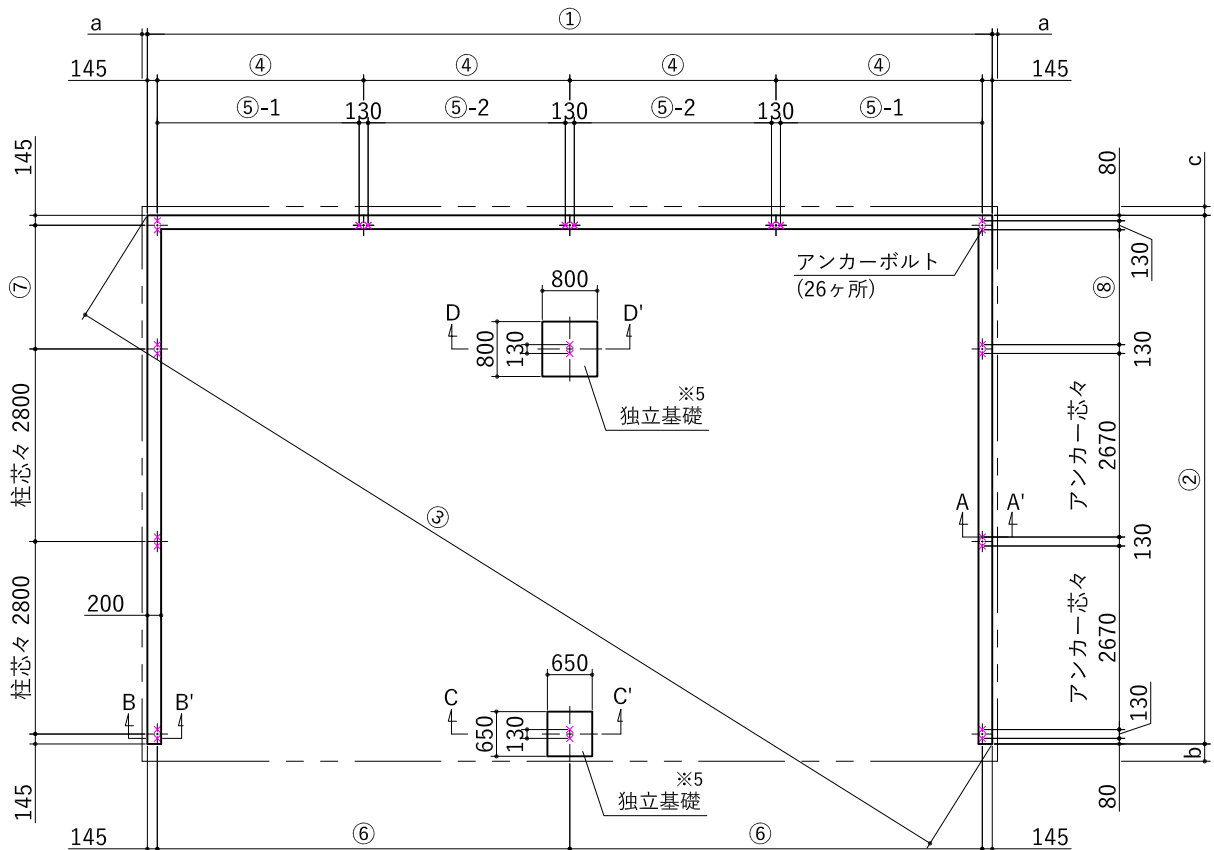 a ① a
145 ④ ④ ④ ④ 145
⑤-1 130 ⑤-2 130 ⑤-2 130 ⑤-1
145
80
c
アンカーボルト
(26ヶ所)
130
⑦
⑧
800
D D'
800
130
※5
独立基礎
130
柱芯々 2800
アンカー芯々
2670
②
③
A A'
130
柱芯々 2800
アンカー芯々
2670
200
650
B B'
C C'
650
130
130
※5
独立基礎
b
145
80
145 ⑥ ⑥ 145